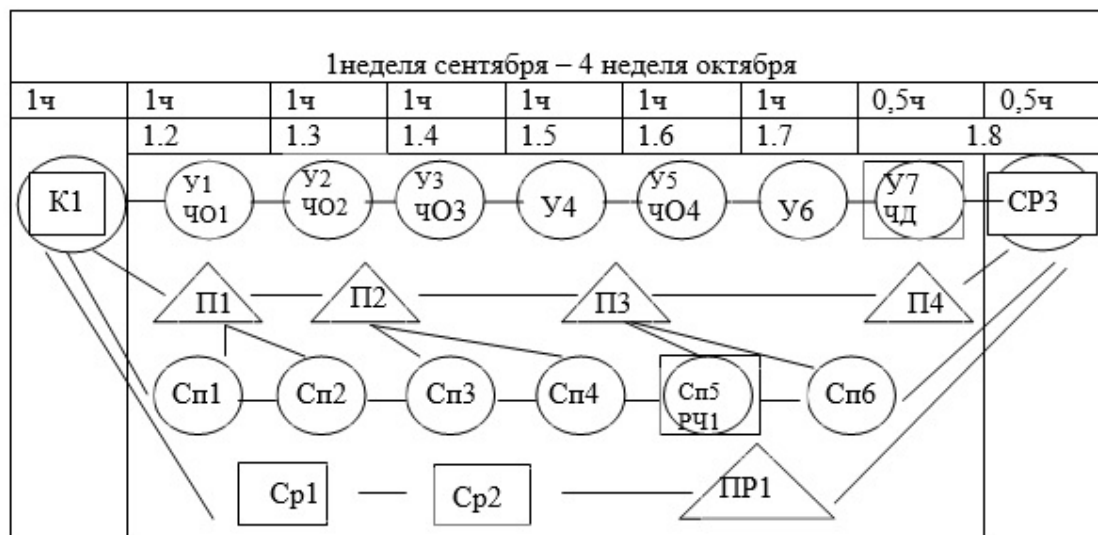 1неделя сентября – 4 неделя октября
1ч 1ч 1ч 1ч 1ч 1ч 1ч 0,5ч 0,5ч
1.2 1.3 1.4 1.5 1.6 1.7 1.8
К1
У1
ЧО1
У2
ЧО2
У3
ЧО3
У4
У5
ЧО4
У6
У7
ЧД
СР3
П1 П2 П3 П4
Сп1 Сп2 Сп3 Сп4
Сп5
РЧ1
Сп6
Ср1 Ср2 ПР1